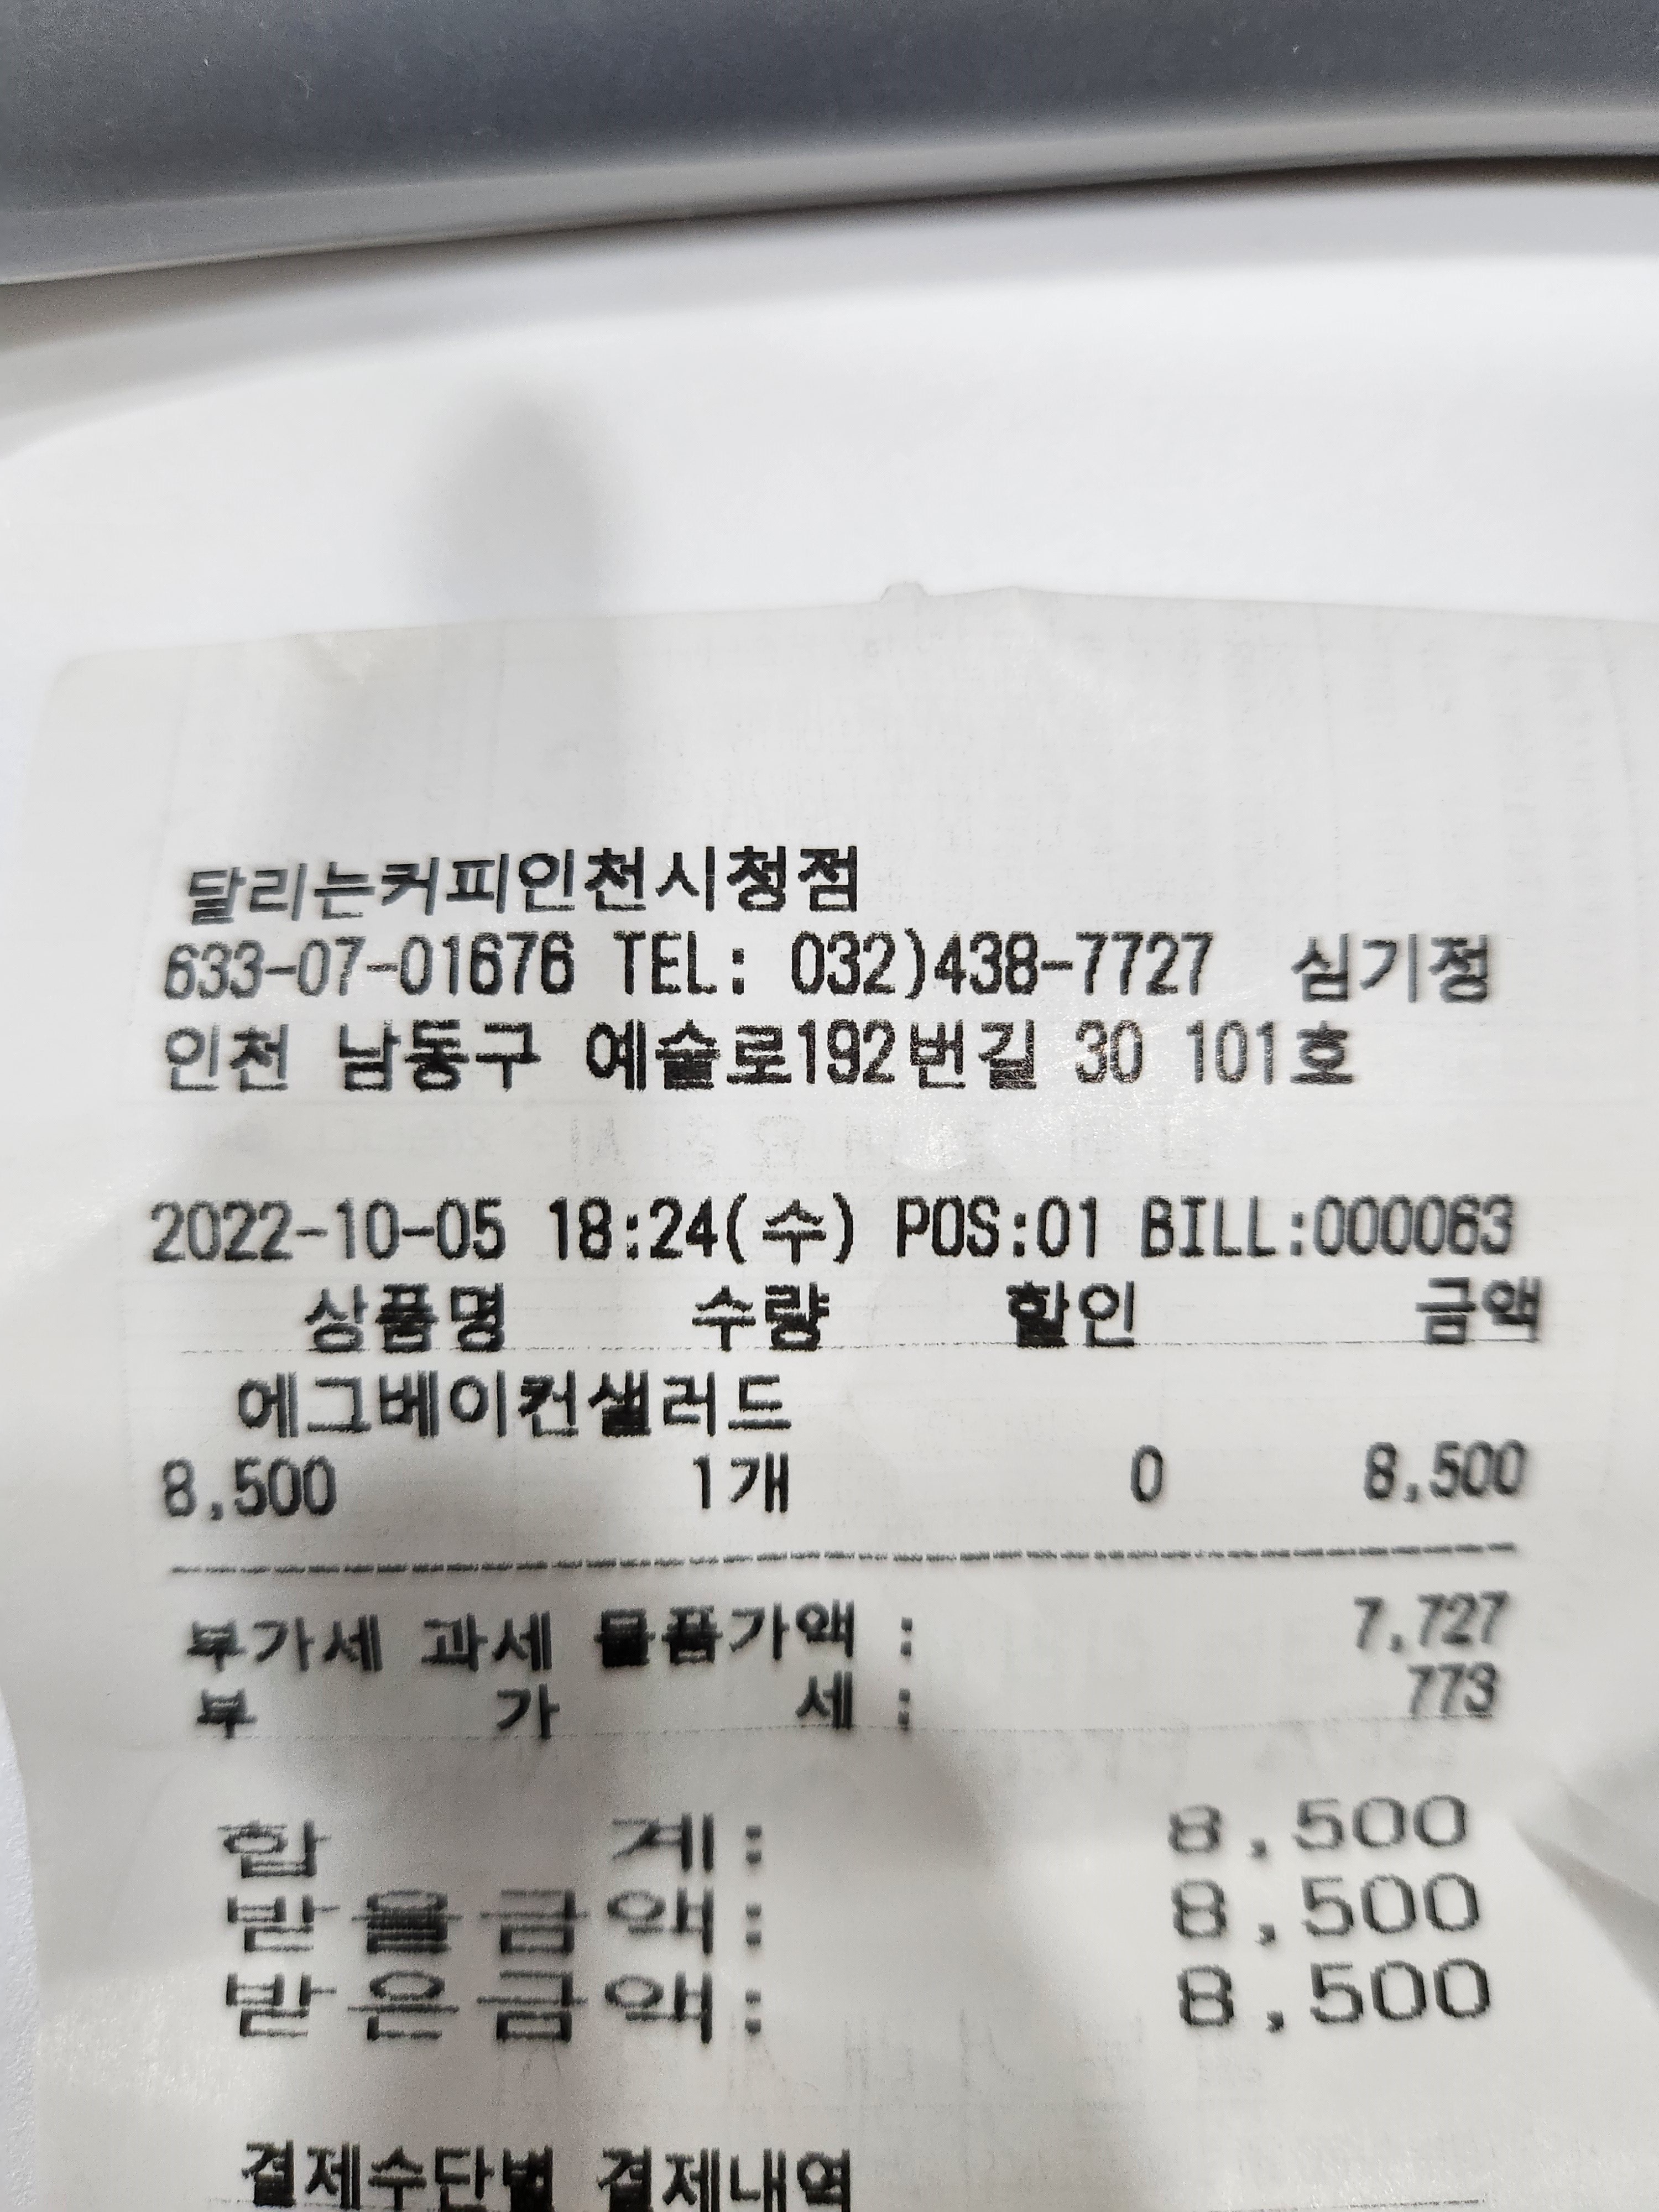 달리는커피인천시청점
633-07-01676 TEL: 032)438-7727 심기정
인천 남동구 예술로192번길 30 101호
2022-10-05 18:24(수) POS:01 BILL:000063
상품명 수량 할인 금액
에그베이컨샐러드
8,500 1개 0 8,500
부가세 과세 물품가액 : 7,727
부 가 세 : 773
합 계: 8,500
받을금액: 8,500
받은금액: 8,500
결제수단별 결제내역